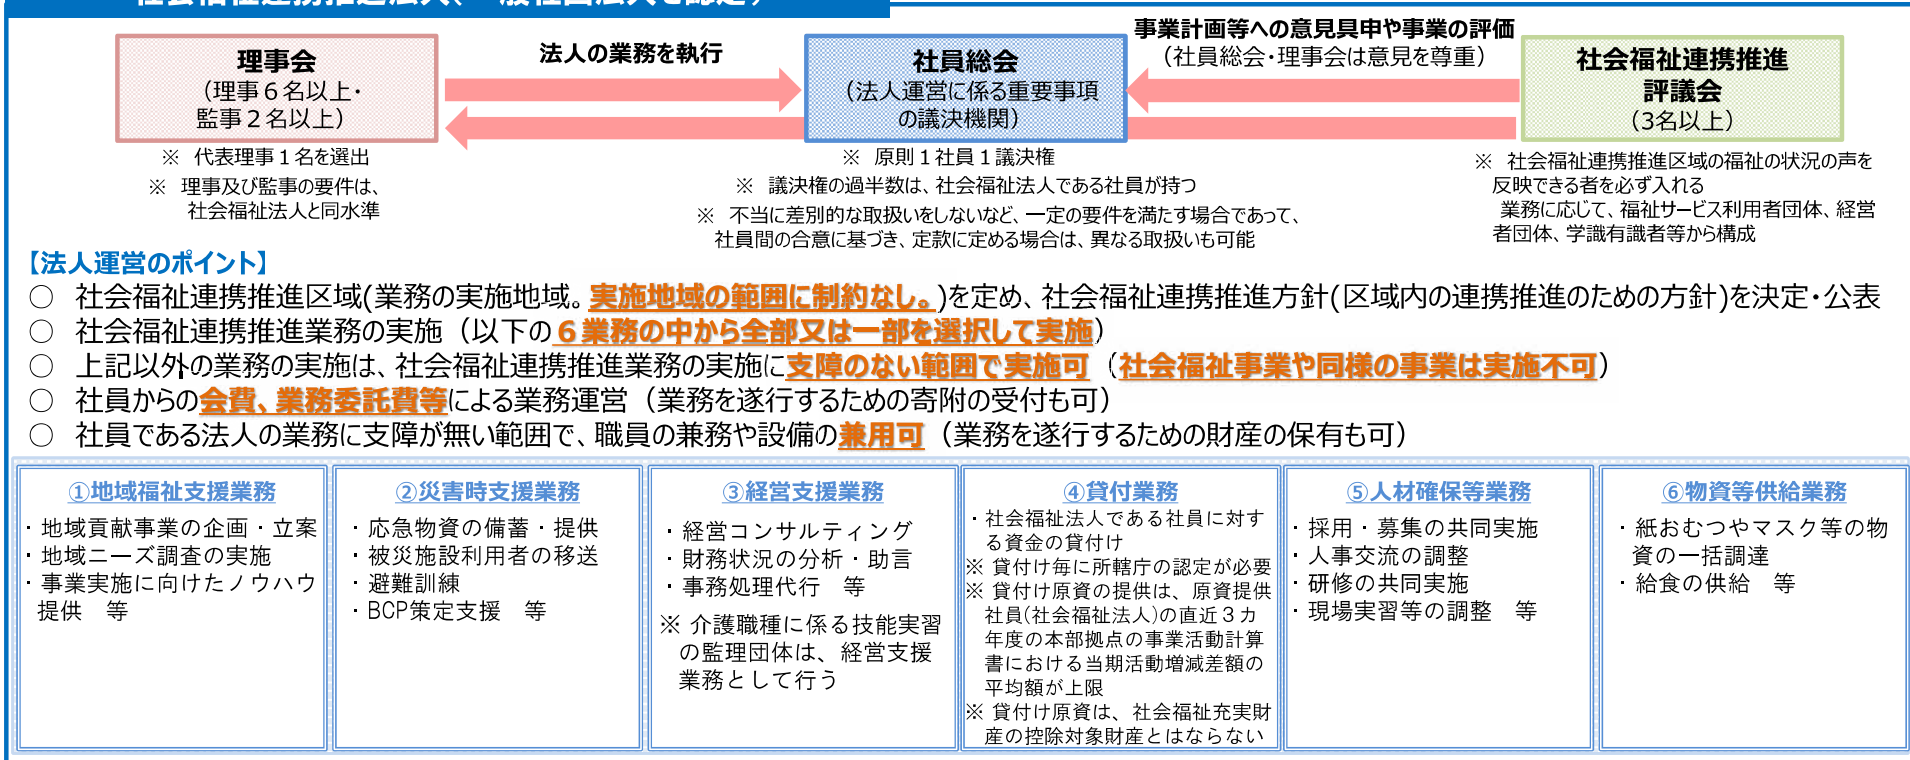 理事会
(理事６名以上・
監事２名以上)
※ 代表理事１名を選出
※ 理事及び監事の要件は、
社会福祉法人と同水準
法人の業務を執行
社員総会
(法人運営に係る重要事項
の議決機関)
※ 原則１社員１議決権
※ 議決権の過半数は、社会福祉法人である社員が持つ
※ 不当に差別的な取扱いをしないなど、一定の要件を満たす場合であって、
社員間の合意に基づき、定款に定める場合は、異なる取扱いも可能
事業計画等への意見具申や事業の評価
(社員総会・理事会は意見を尊重)
社会福祉連携推進
評議会
(3名以上)
※ 社会福祉連携推進区域の福祉の状況の声を
反映できる者を必ず入れる
業務に応じて、福祉サービス利用者団体、経営
者団体、学識有識者等から構成
【法人運営のポイント】
○ 社会福祉連携推進区域(業務の実施地域。実施地域の範囲に制約なし。)を定め、社会福祉連携推進方針(区域内の連携推進のための方針)を決定・公表
○ 社会福祉連携推進業務の実施（以下の６業務の中から全部又は一部を選択して実施）
○ 上記以外の業務の実施は、社会福祉連携推進業務の実施に支障のない範囲で実施可（社会福祉事業や同様の事業は実施不可）
○ 社員からの会費、業務委託費等による業務運営（業務を遂行するための寄附の受付も可）
○ 社員である法人の業務に支障が無い範囲で、職員の兼務や設備の兼用可（業務を遂行するための財産の保有も可）
①地域福祉支援業務
・地域貢献事業の企画・立案
・地域ニーズ調査の実施
・事業実施に向けたノウハウ
提供　等
②災害時支援業務
・応急物資の備蓄・提供
・被災施設利用者の移送
・避難訓練
・BCP策定支援　等
③経営支援業務
・経営コンサルティング
・財務状況の分析・助言
・事務処理代行　等
※ 介護職種に係る技能実習
の監理団体は、経営支援
業務として行う
④貸付業務
・社会福祉法人である社員に対す
る資金の貸付け
※ 貸付け毎に所轄庁の認定が必要
※ 貸付け原資の提供は、原資提供
社員(社会福祉法人)の直近３カ
年度の本部拠点の事業活動計算
書における当期活動増減差額の
平均額が上限
※ 貸付け原資は、社会福祉充実財
産の控除対象財産とはならない
⑤人材確保等業務
・採用・募集の共同実施
・人事交流の調整
・研修の共同実施
・現場実習等の調整　等
⑥物資等供給業務
・紙おむつやマスク等の物
資の一括調達
・給食の供給　等